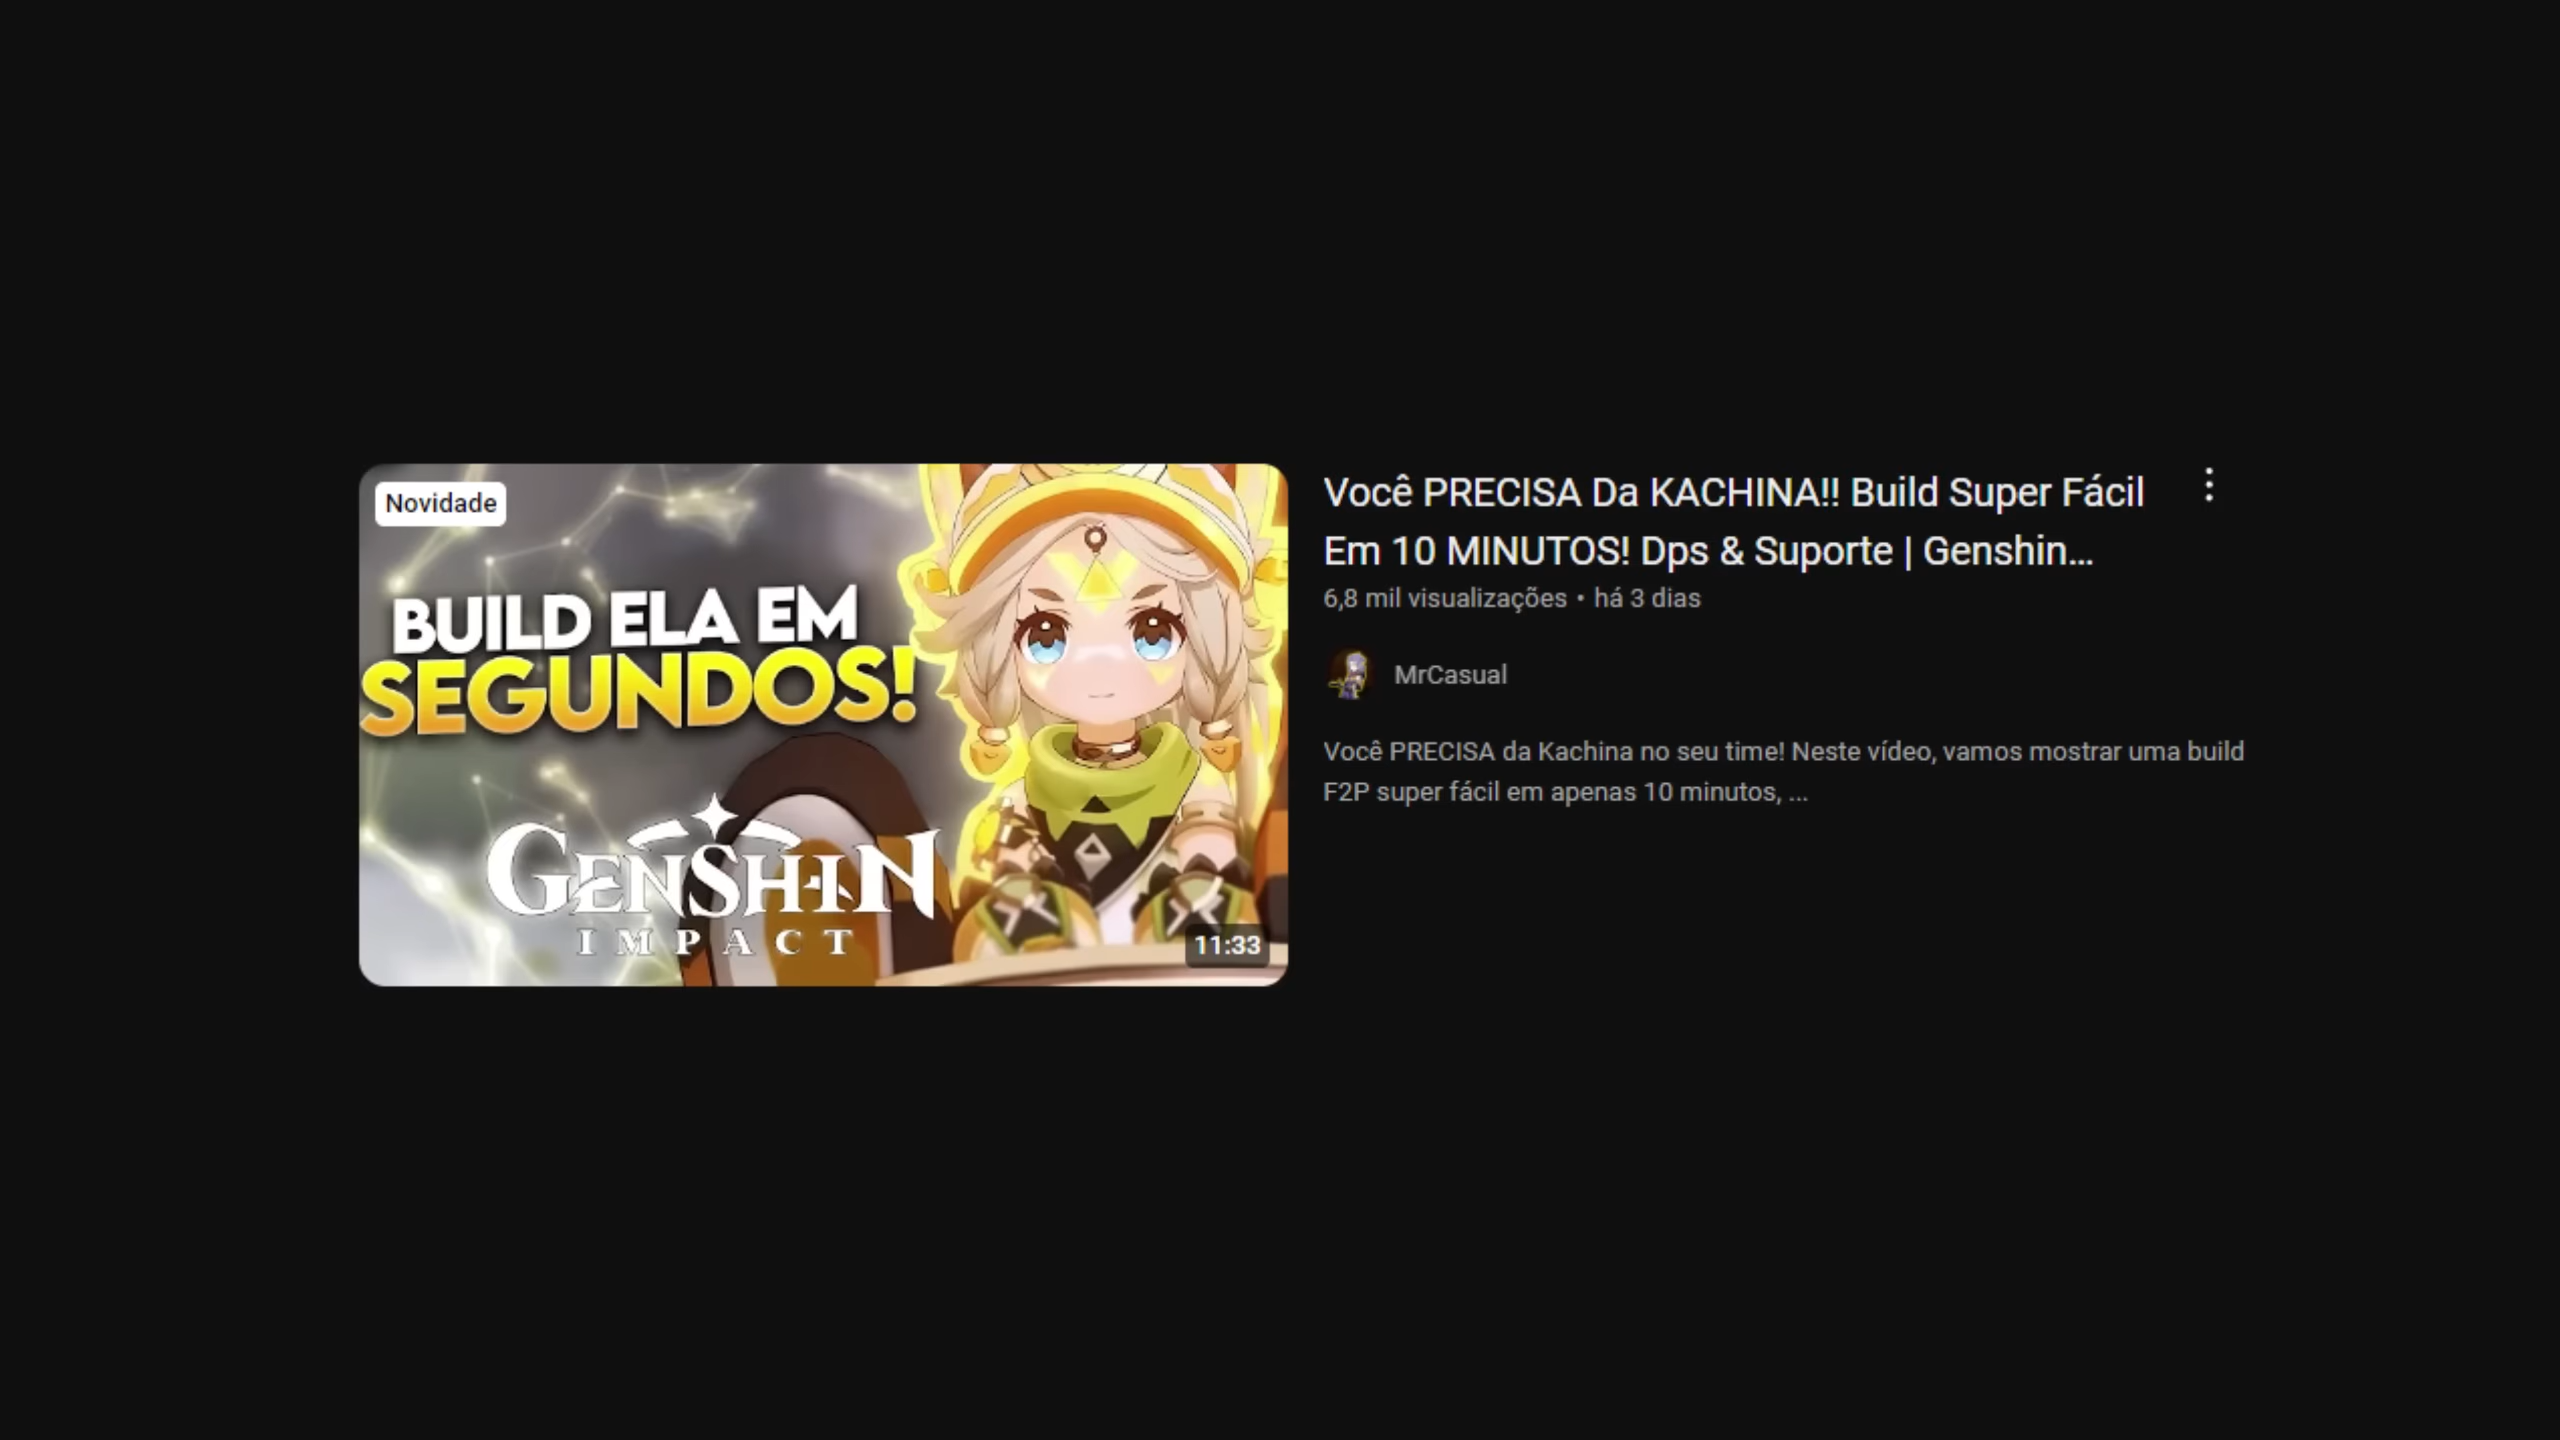 Novidade
BUILD ELA EM
SEGUNDOS!
GENSHIN
IMPACT
11:33
Você PRECISA Da KACHINA!! Build Super Fácil
Em 10 MINUTOS! Dps & Suporte | Genshin...
6,8 mil visualizações • há 3 dias
MrCasual
Você PRECISA da Kachina no seu time! Neste vídeo, vamos mostrar uma build
F2P super fácil em apenas 10 minutos, ...